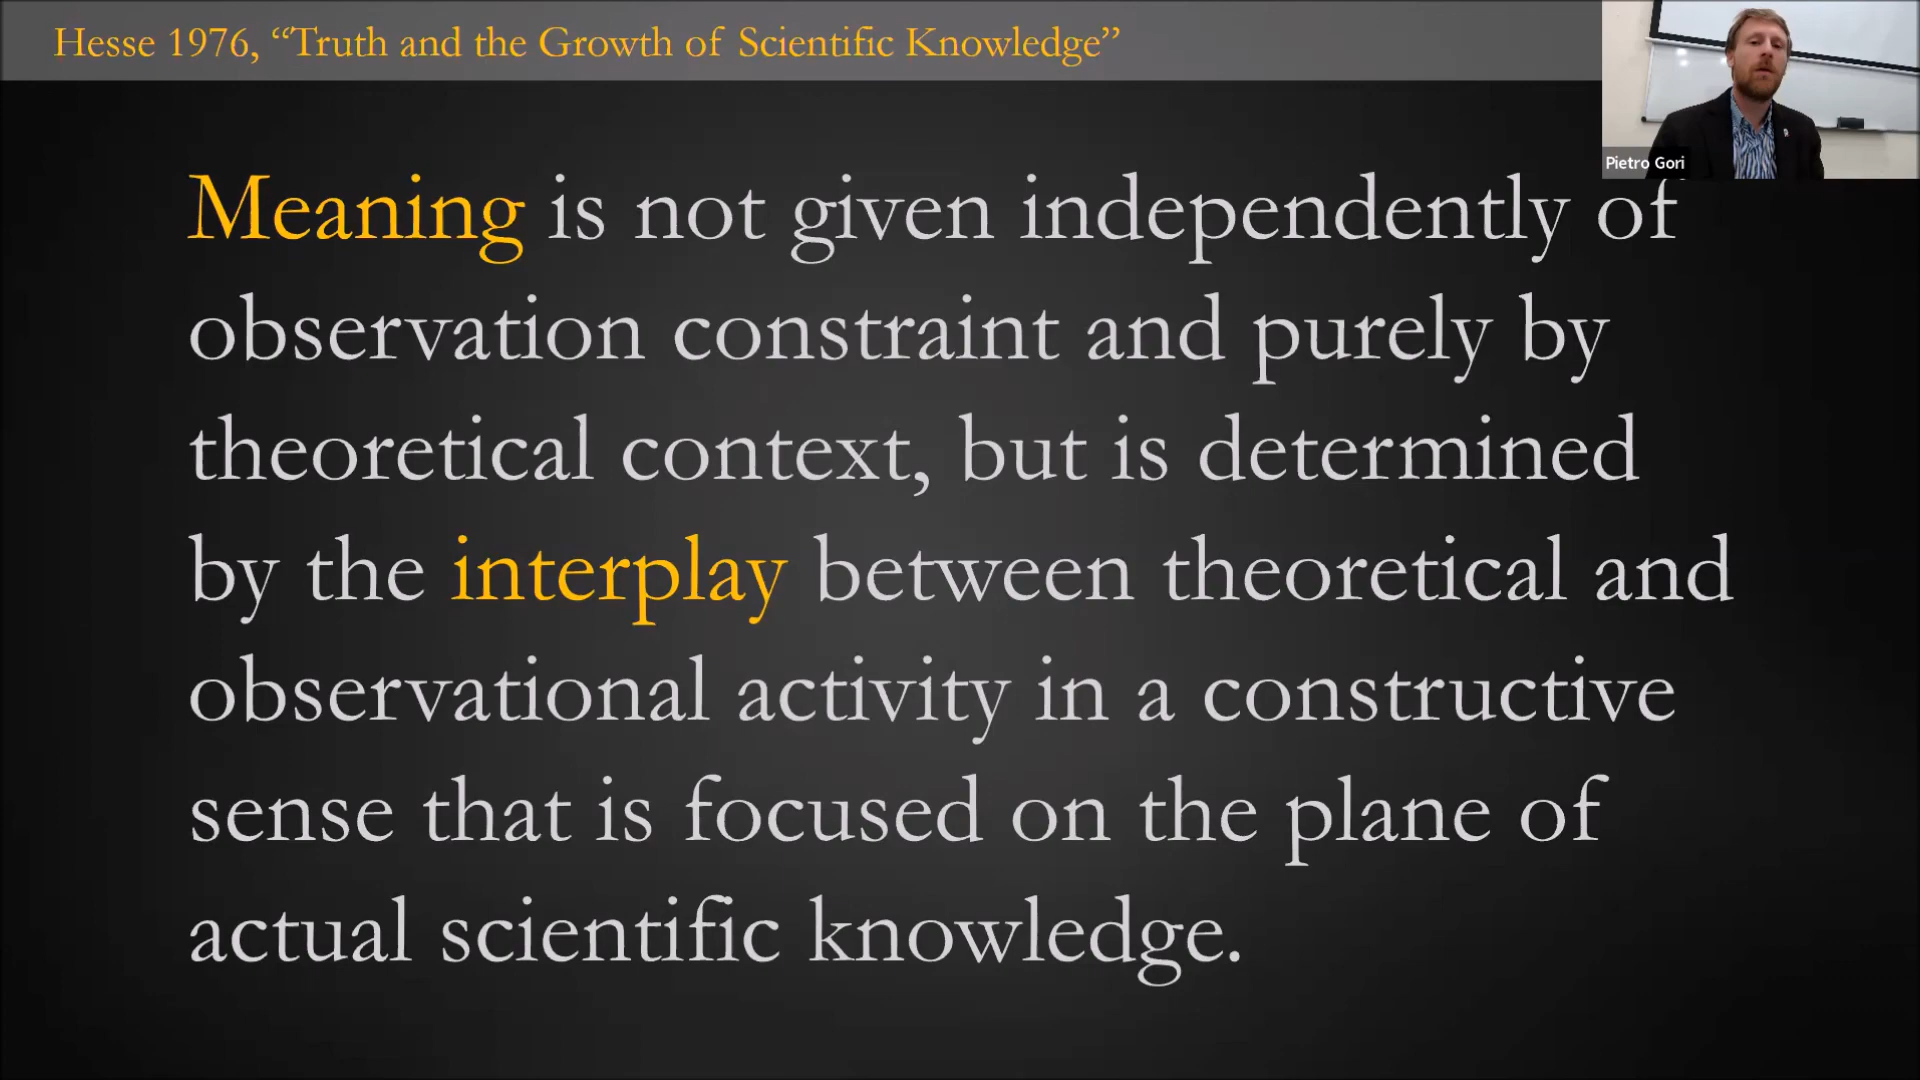 Hesse 1976, “Truth and the Growth of Scientific Knowledge”
Pietro Gori
Meaning is not given independently of
observation constraint and purely by
theoretical context, but is determined
by the interplay between theoretical and
observational activity in a constructive
sense that is focused on the plane of
actual scientific knowledge.